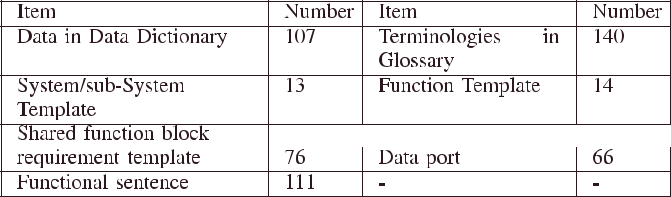 Item Number Item Number
Data in Data Dictionary 107 Terminologies in 140
Glossary
System/sub-System 13 Function Template 14
Template
Shared function block
requirement template 76 Data port 66
Functional sentence 111 - -